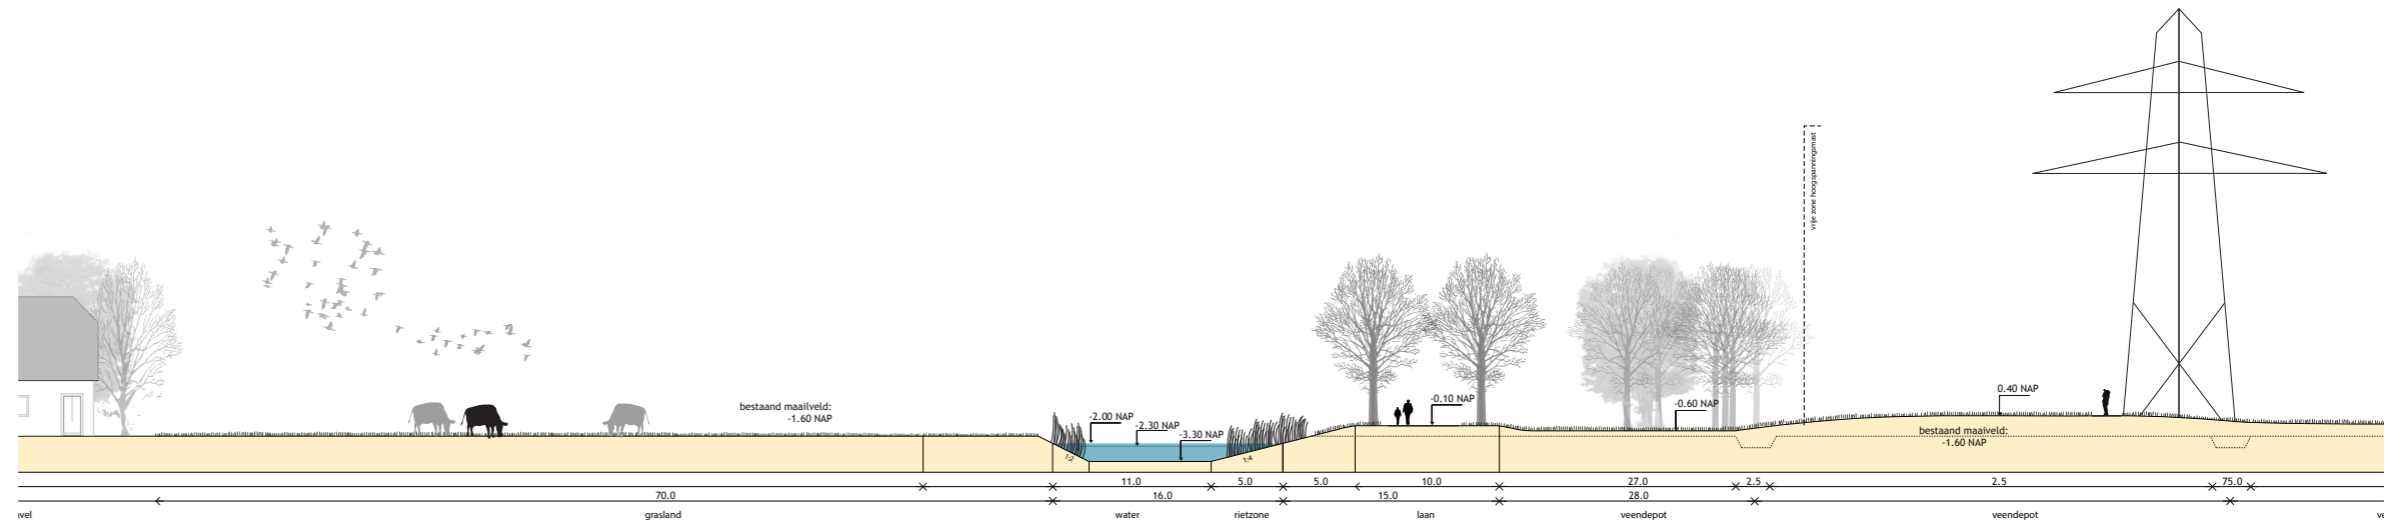 vrije zone hoogspanningsmast
0.40 NAP
-0.10 NAP
-0.60 NAP
bestaand maailveld:
-1.60 NAP
-2.00 NAP
-2.30 NAP
-3.30 NAP
bestaand maaiveld:
-1.60 NAP
1:2
1:4
11.0 5.0 5.0 10.0 27.0 2.5 2.5 75.0
70.0 16.0 15.0 28.0
vel grasland water rietzone laan veendepot veendepot ve